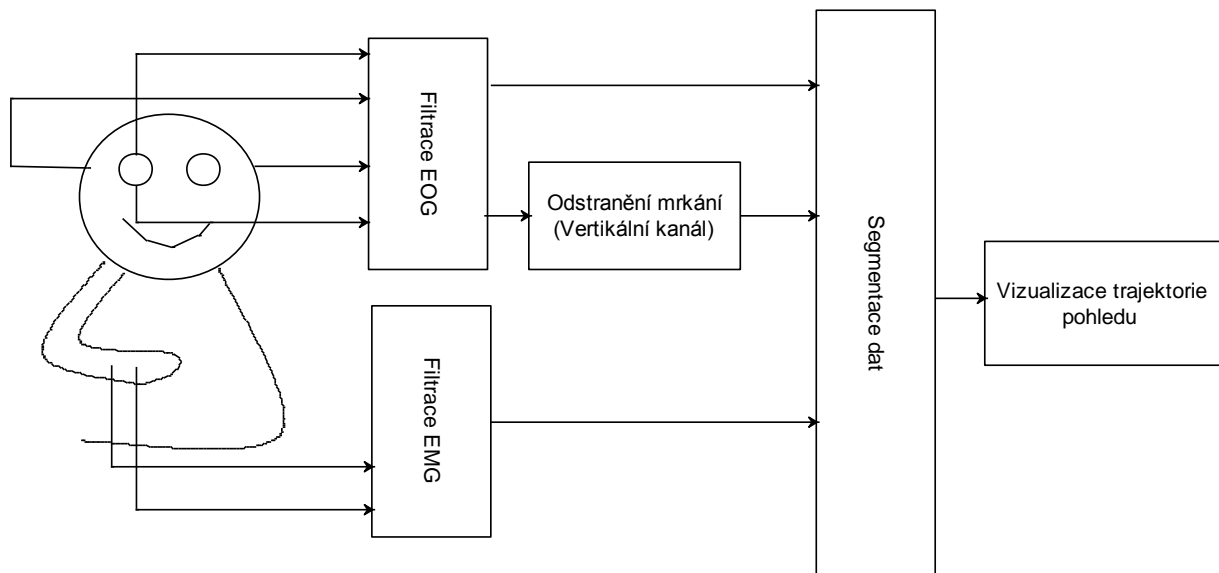 Filtrace EOG
Odstranění mrkání
(Vertikální kanál)
Filtrace EMG
Segmentace dat
Vizualizace trajektorie
pohledu